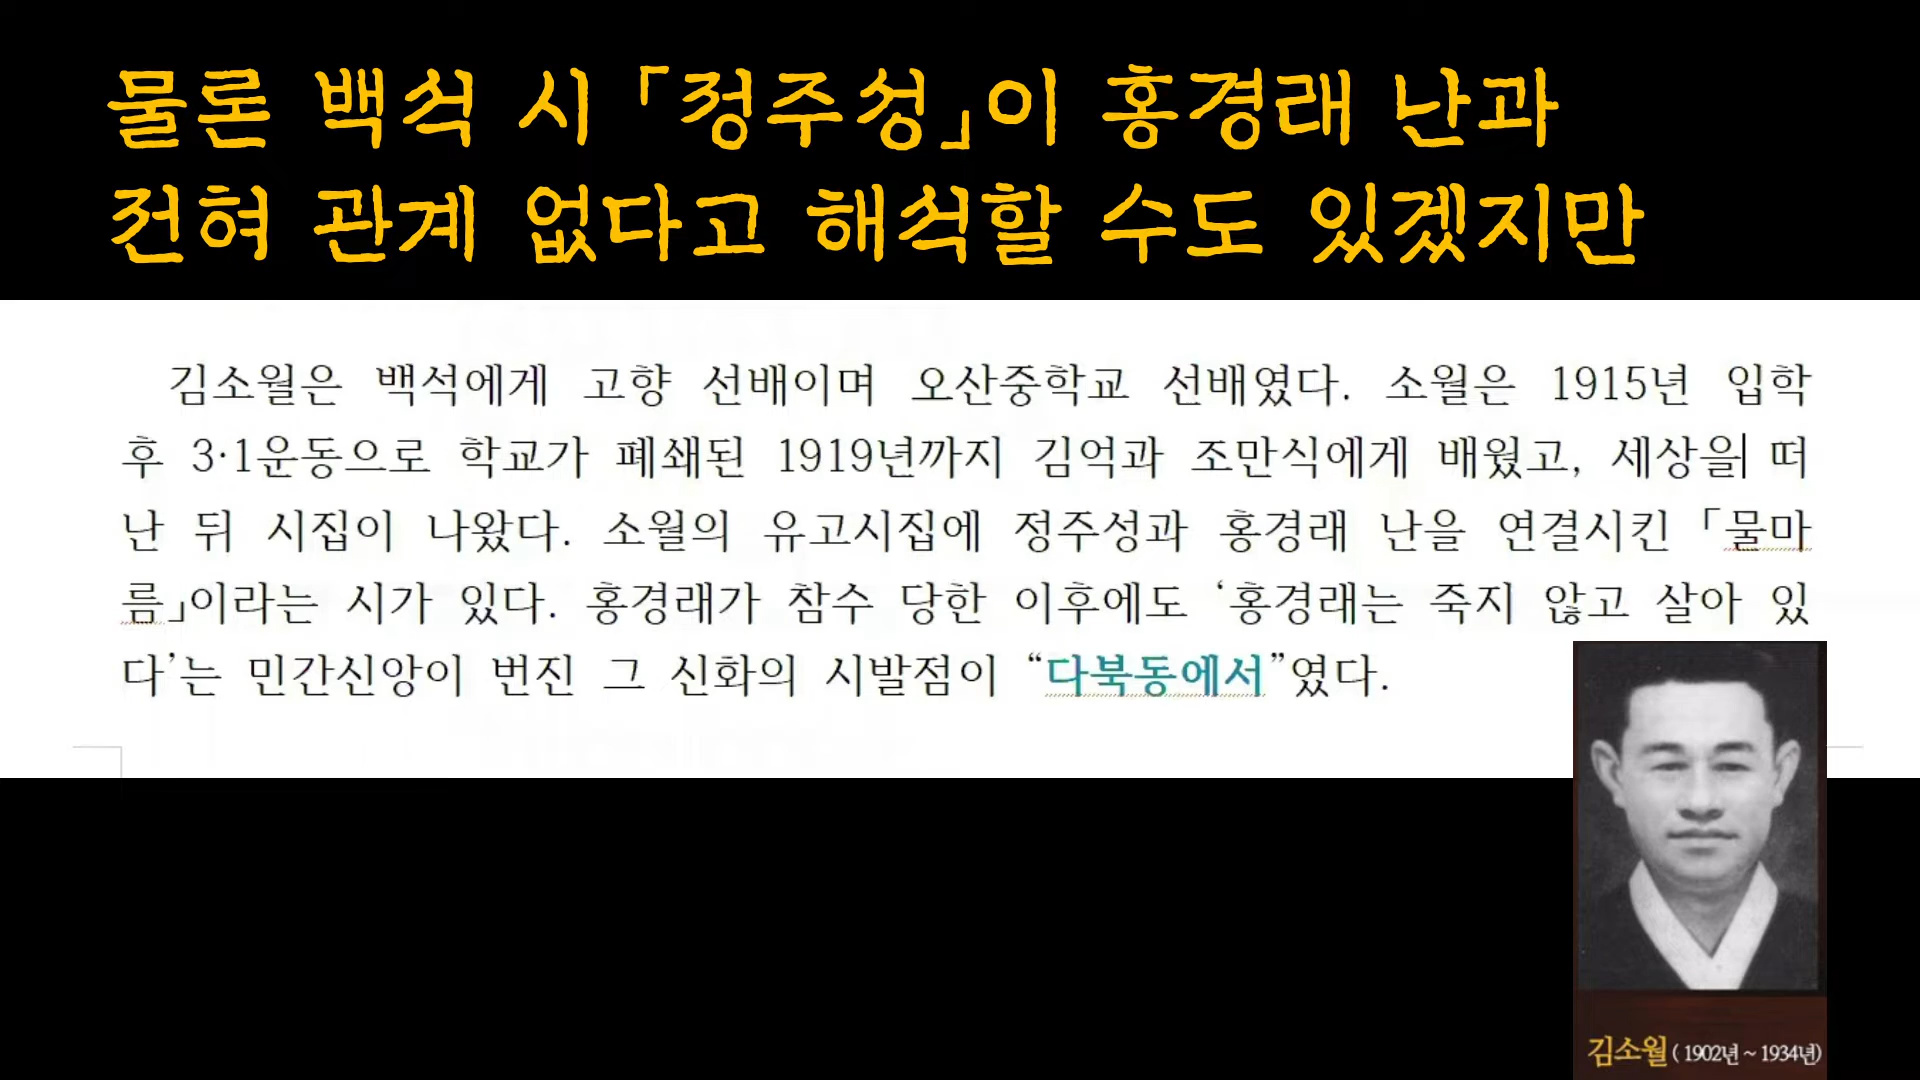 물론 백석 시 「정주성」이 홍경래 난과
전혀 관계 없다고 해석할 수도 있겠지만
김소월은 백석에게 고향 선배이며 오산중학교 선배였다. 소월은 1915년 입학
후 3·1운동으로 학교가 폐쇄된 1919년까지 김억과 조만식에게 배웠고, 세상을 떠
난 뒤 시집이 나왔다. 소월의 유고시집에 정주성과 홍경래 난을 연결시킨 「물마
름」이라는 시가 있다. 홍경래가 참수 당한 이후에도 ‘홍경래는 죽지 않고 살아 있
다’는 민간신앙이 번진 그 신화의 시발점이 “다북동에서”였다.
김소월 ( 1902년 ~ 1934년)